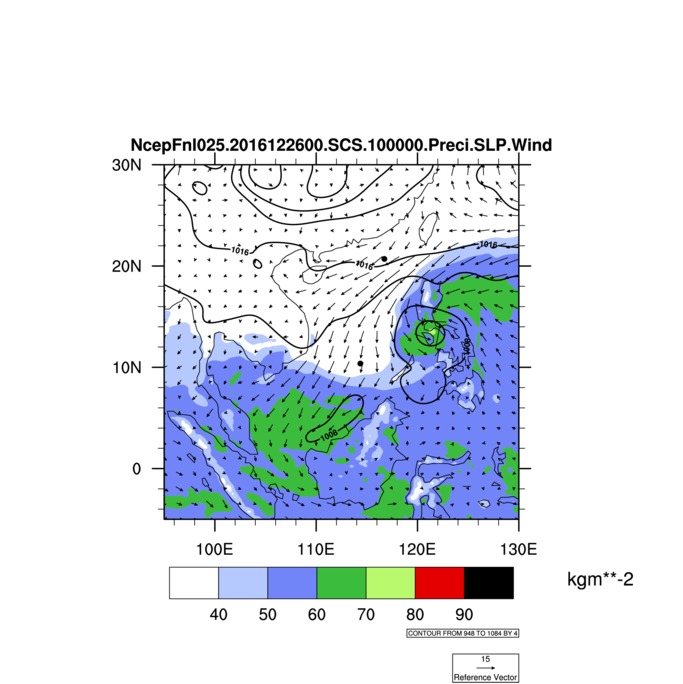 NcepFnl025.2016122600.SCS.100000.Preci.SLP.Wind
30N
20N
10N
0
1016
1016
1016
1008
1008
100E 110E 120E 130E
kgm**-2
40 50 60 70 80 90
CONTOUR FROM 948 TO 1084 BY 4
15
Reference Vector